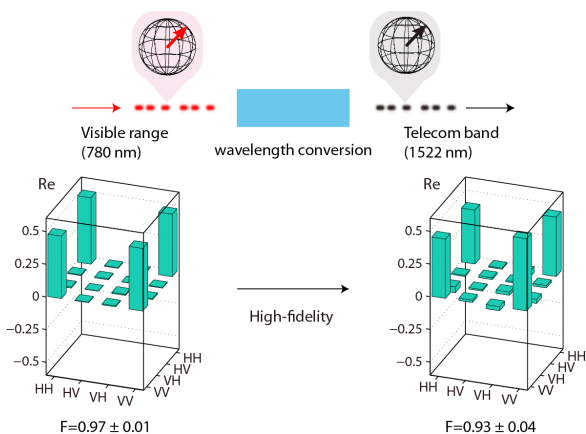 Visible range
(780 nm)
wavelength conversion
Telecom band
(1522 nm)
Re
0.5
0.25
0
−0.25
−0.5
HH
HV
VH
VV
HH
HV
VH
VV
F=0.97 ± 0.01
High-fidelity
Re
0.5
0.25
0
−0.25
−0.5
HH
HV
VH
VV
HH
HV
VH
VV
F=0.93 ± 0.04